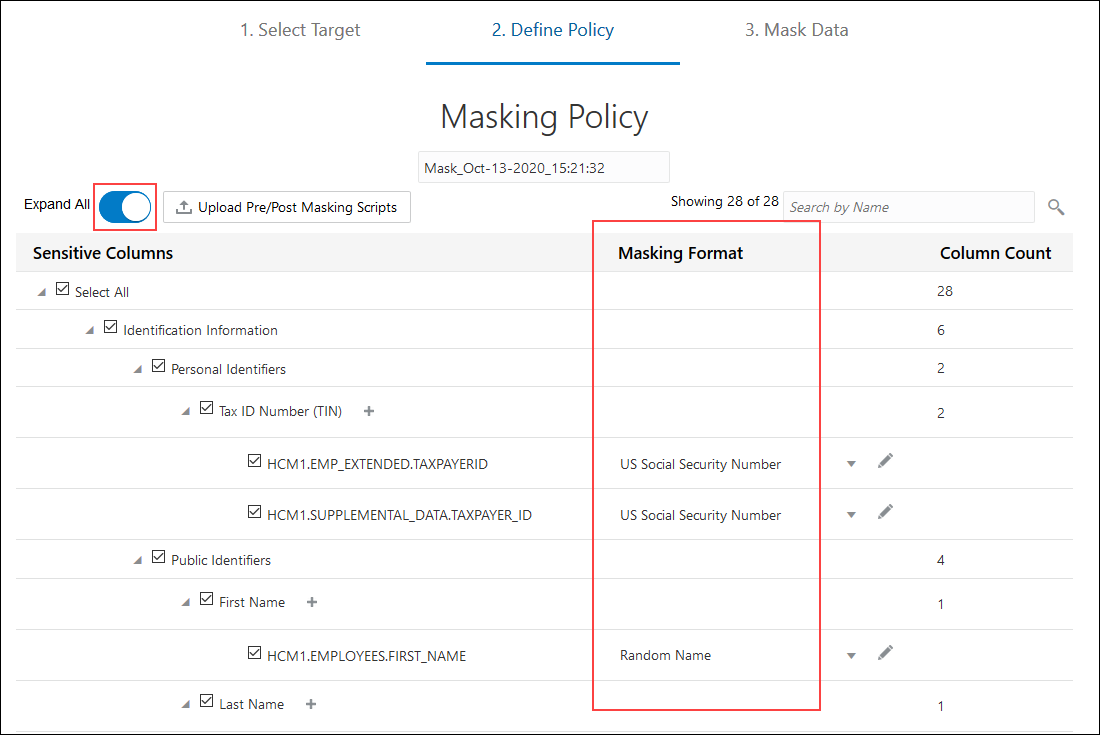 1. Select Target 2. Define Policy 3. Mask Data
Masking Policy
Mask_Oct-13-2020_15:21:32
Expand All Upload Pre/Post Masking Scripts Showing 28 of 28 Search by Name
Sensitive Columns Masking Format Column Count
Select All 28
Identification Information 6
Personal Identifiers 2
Tax ID Number (TIN) + 2
HCM1.EMP_EXTENDED.TAXPAYERID US Social Security Number
HCM1.SUPPLEMENTAL_DATA.TAXPAYER_ID US Social Security Number
Public Identifiers 4
First Name + 1
HCM1.EMPLOYEES.FIRST_NAME Random Name
Last Name + 1